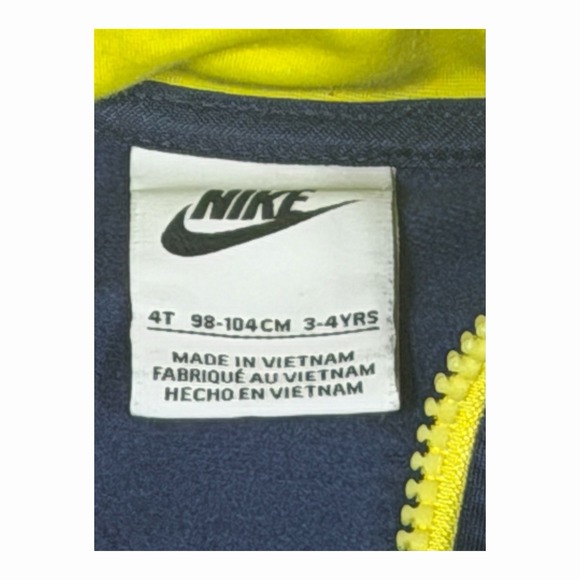 NIKE
4T 98-104CM 3-4YRS
MADE IN VIETNAM
FABRIQUÉ AU VIETNAM
HECHO EN VIETNAM